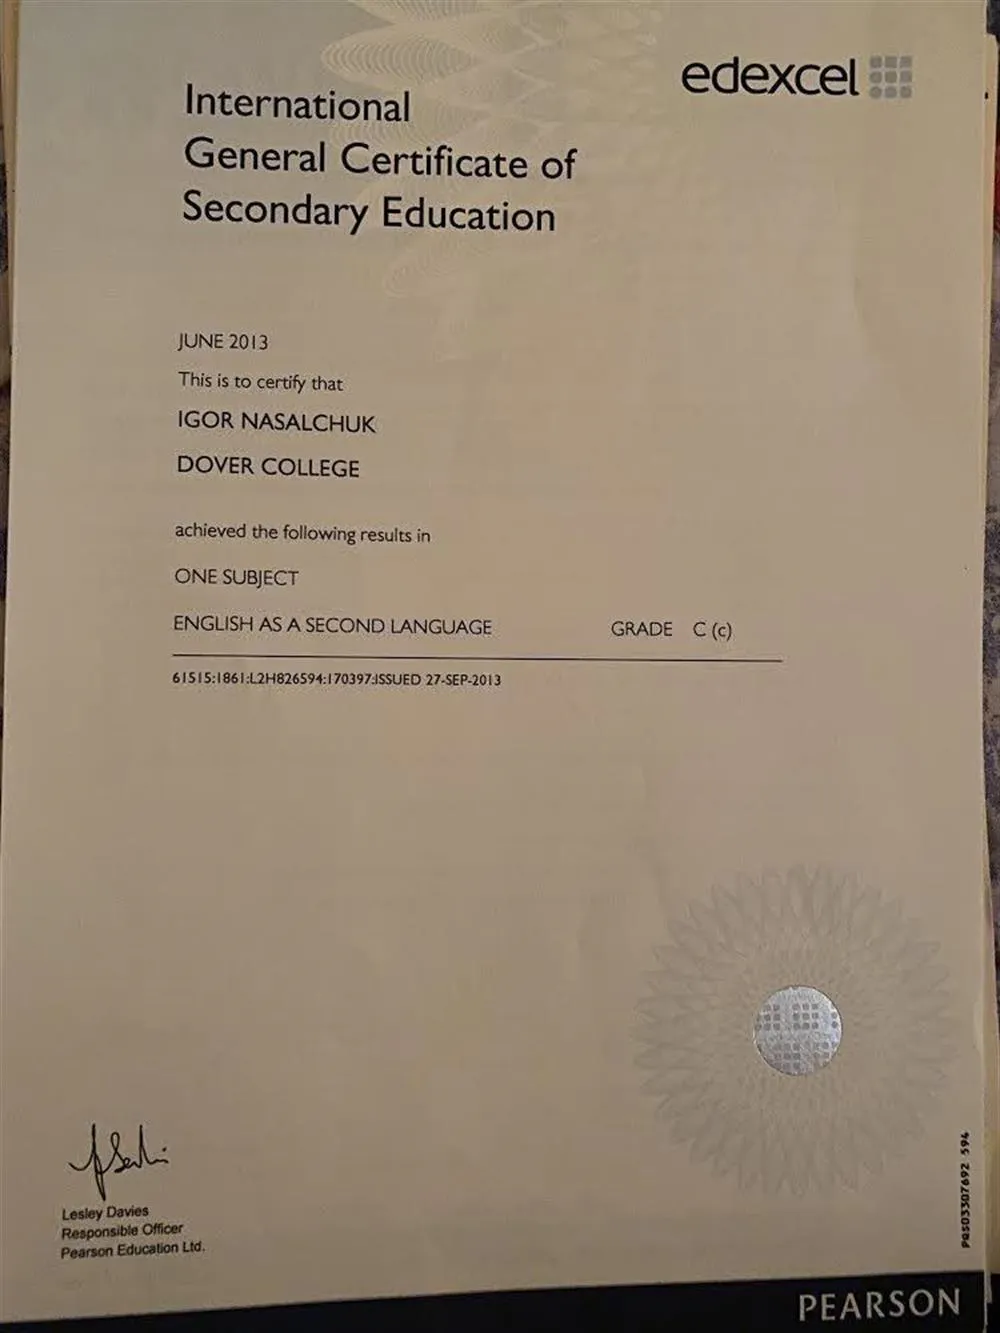 edexcel
International
General Certificate of
Secondary Education
JUNE 2013
This is to certify that
IGOR NASALCHUK
DOVER COLLEGE
achieved the following results in
ONE SUBJECT
ENGLISH AS A SECOND LANGUAGE GRADE C (c)
61515:1861:L2H826594:170397:ISSUED 27-SEP-2013
Lesley Davies
Responsible Officer
Pearson Education Ltd.
PQS03307692 594
PEARSON